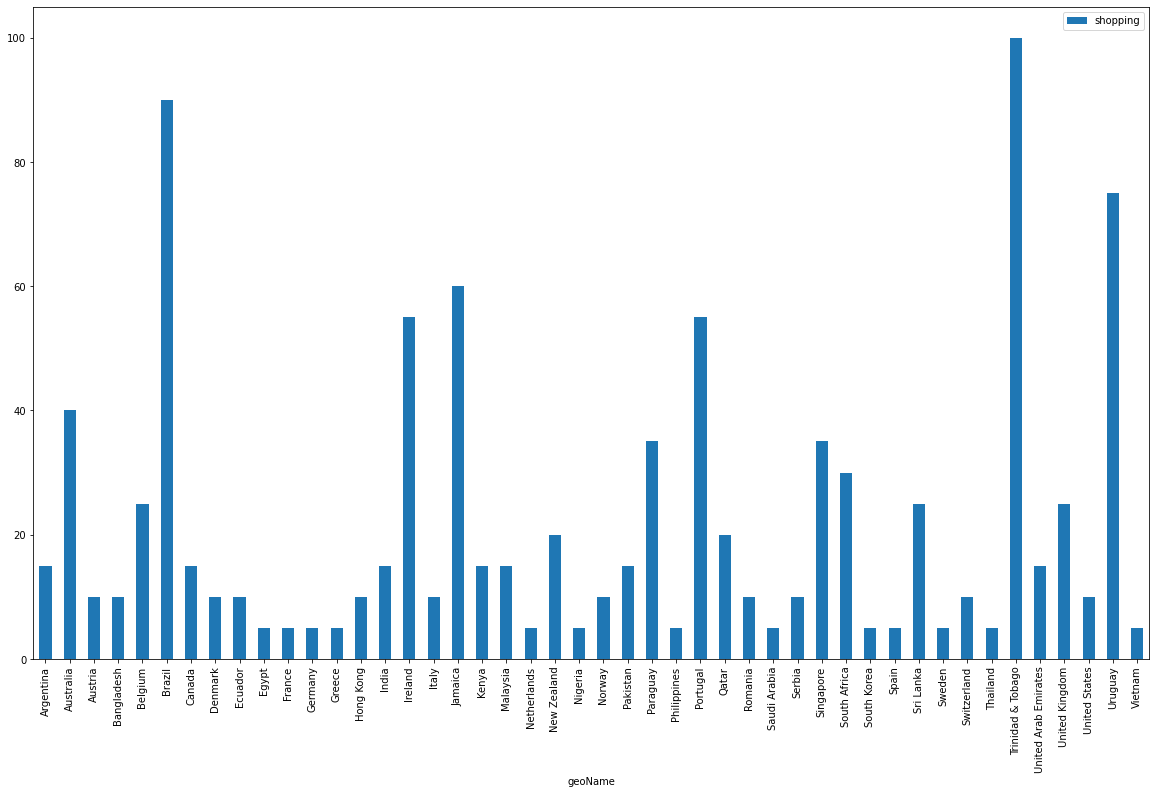 shopping
100
80
60
40
20
0
Argentina
Australia
Austria
Bangladesh
Belgium
Brazil
Canada
Denmark
Ecuador
Egypt
France
Germany
Greece
Hong Kong
India
Ireland
Italy
Jamaica
Kenya
Malaysia
Netherlands
New Zealand
Nigeria
Norway
Pakistan
Paraguay
Philippines
Portugal
Qatar
Romania
Saudi Arabia
Serbia
Singapore
South Africa
South Korea
Spain
Sri Lanka
Sweden
Switzerland
Thailand
Trinidad & Tobago
United Arab Emirates
United Kingdom
United States
Uruguay
Vietnam
geoName